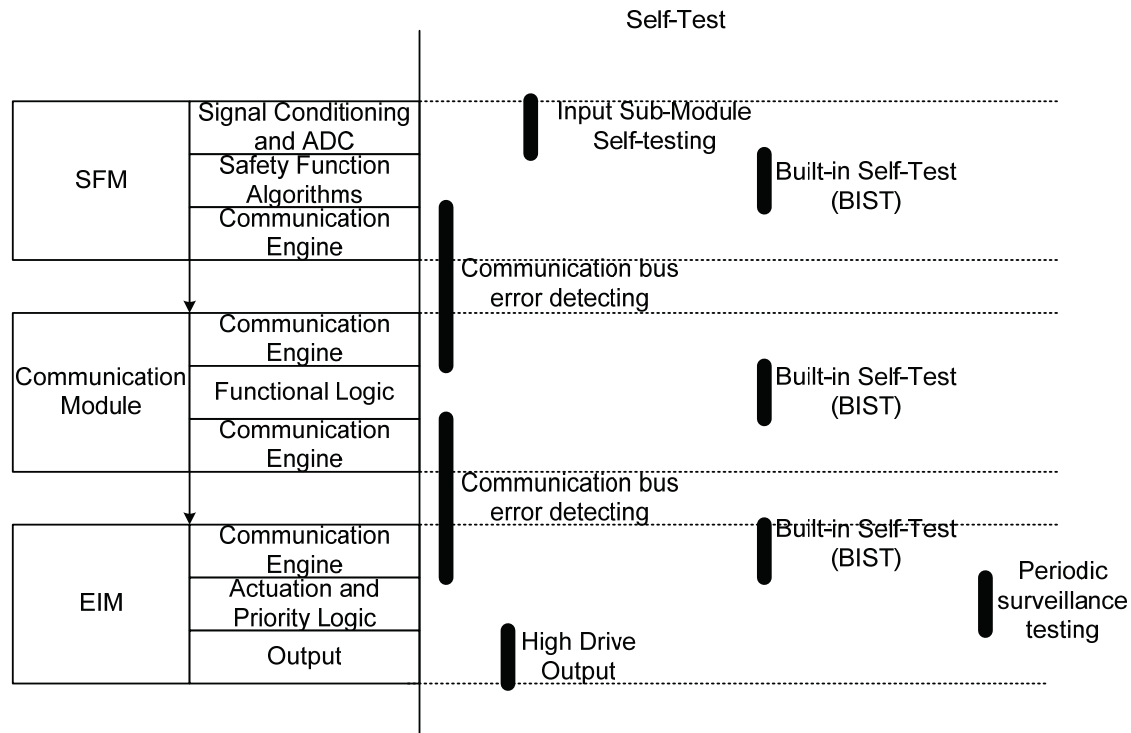 Self-Test
SFM
Signal Conditioning
and ADC
Safety Function
Algorithms
Communication
Engine
Input Sub-Module
Self-testing
Built-in Self-Test
(BIST)
Communication bus
error detecting
Communication
Module
Communication
Engine
Functional Logic
Communication
Engine
Built-in Self-Test
(BIST)
Communication bus
error detecting
EIM
Communication
Engine
Actuation and
Priority Logic
Output
Built-in Self-Test
(BIST)
Periodic
surveillance
testing
High Drive
Output